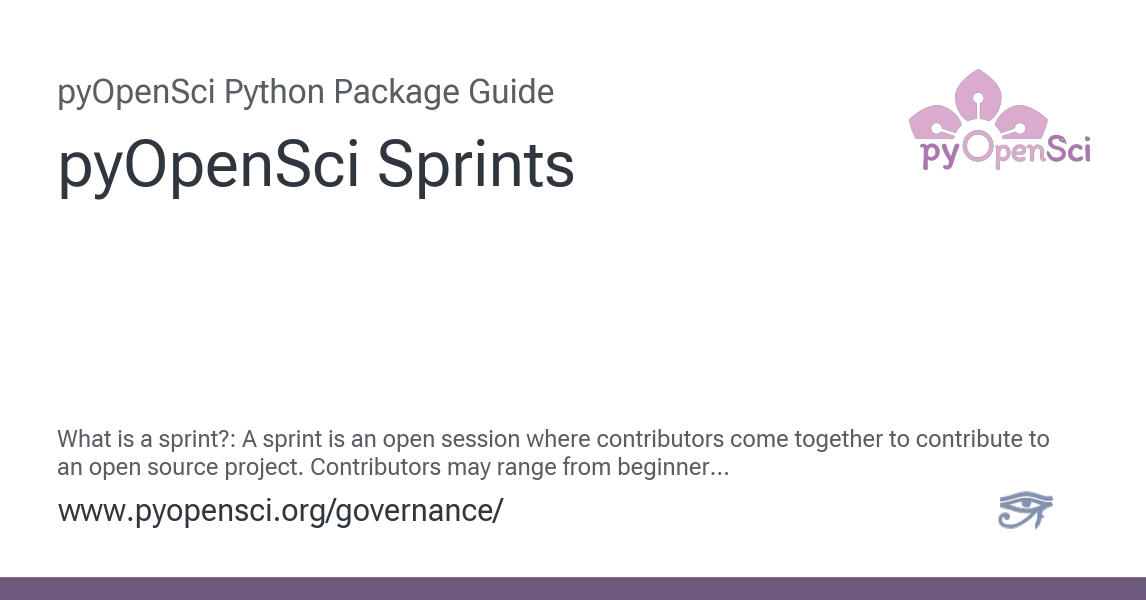 pyOpenSci Python Package Guide
pyOpenSci Sprints
pyOpenSci
What is a sprint?: A sprint is an open session where contributors come together to contribute to
an open source project. Contributors may range from beginner...
www.pyopensci.org/governance/